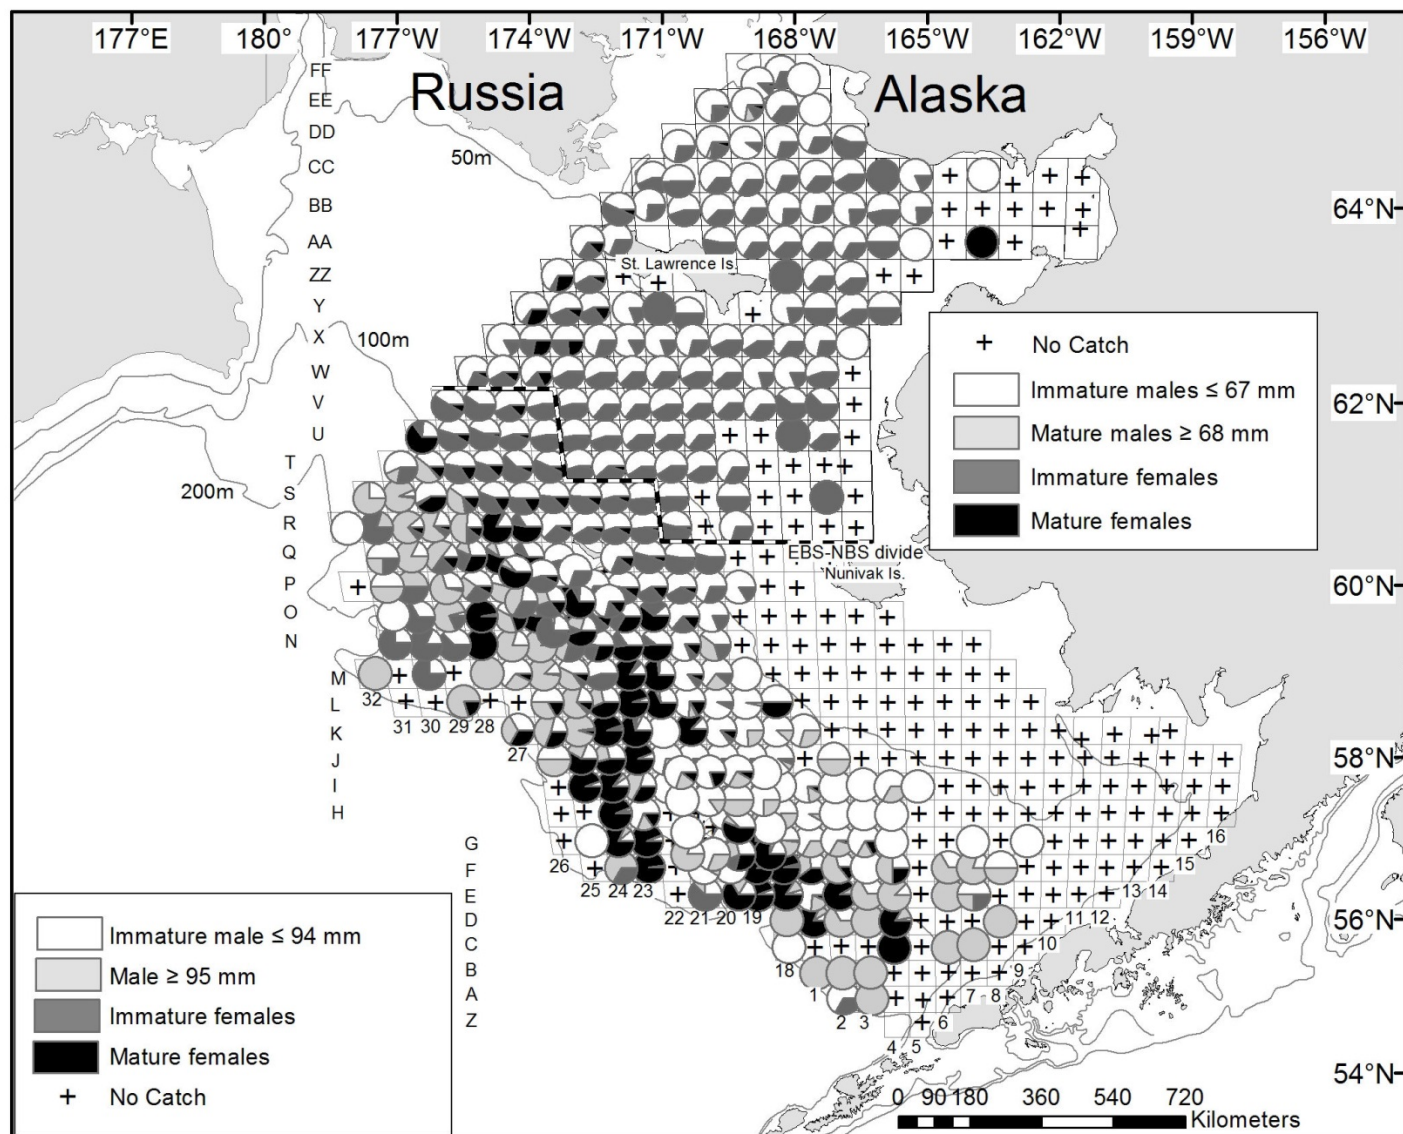 177°E 180° 177°W 174°W 171°W 168°W 165°W 162°W 159°W 156°W
Russia Alaska
FF
EE
DD
CC
BB
AA
ZZ
Y
X
W
V
U
T
S
R
Q
P
O
N
M
L
K
J
I
H
G
F
E
D
C
B
A
Z
50m
100m
200m
St. Lawrence Is.
EBS-NBS divide
Nunivak Is.
64°N
62°N
60°N
58°N
56°N
54°N
No Catch
Immature males ≤ 67 mm
Mature males ≥ 68 mm
Immature females
Mature females
32
31 30 29 28
27
26
25 24 23
22 21 20 19
18
1
2 3
4 5
6
7 8
9
10
11 12
13 14
15
16
Immature male ≤ 94 mm
Male ≥ 95 mm
Immature females
Mature females
No Catch
0 90 180 360 540 720
Kilometers